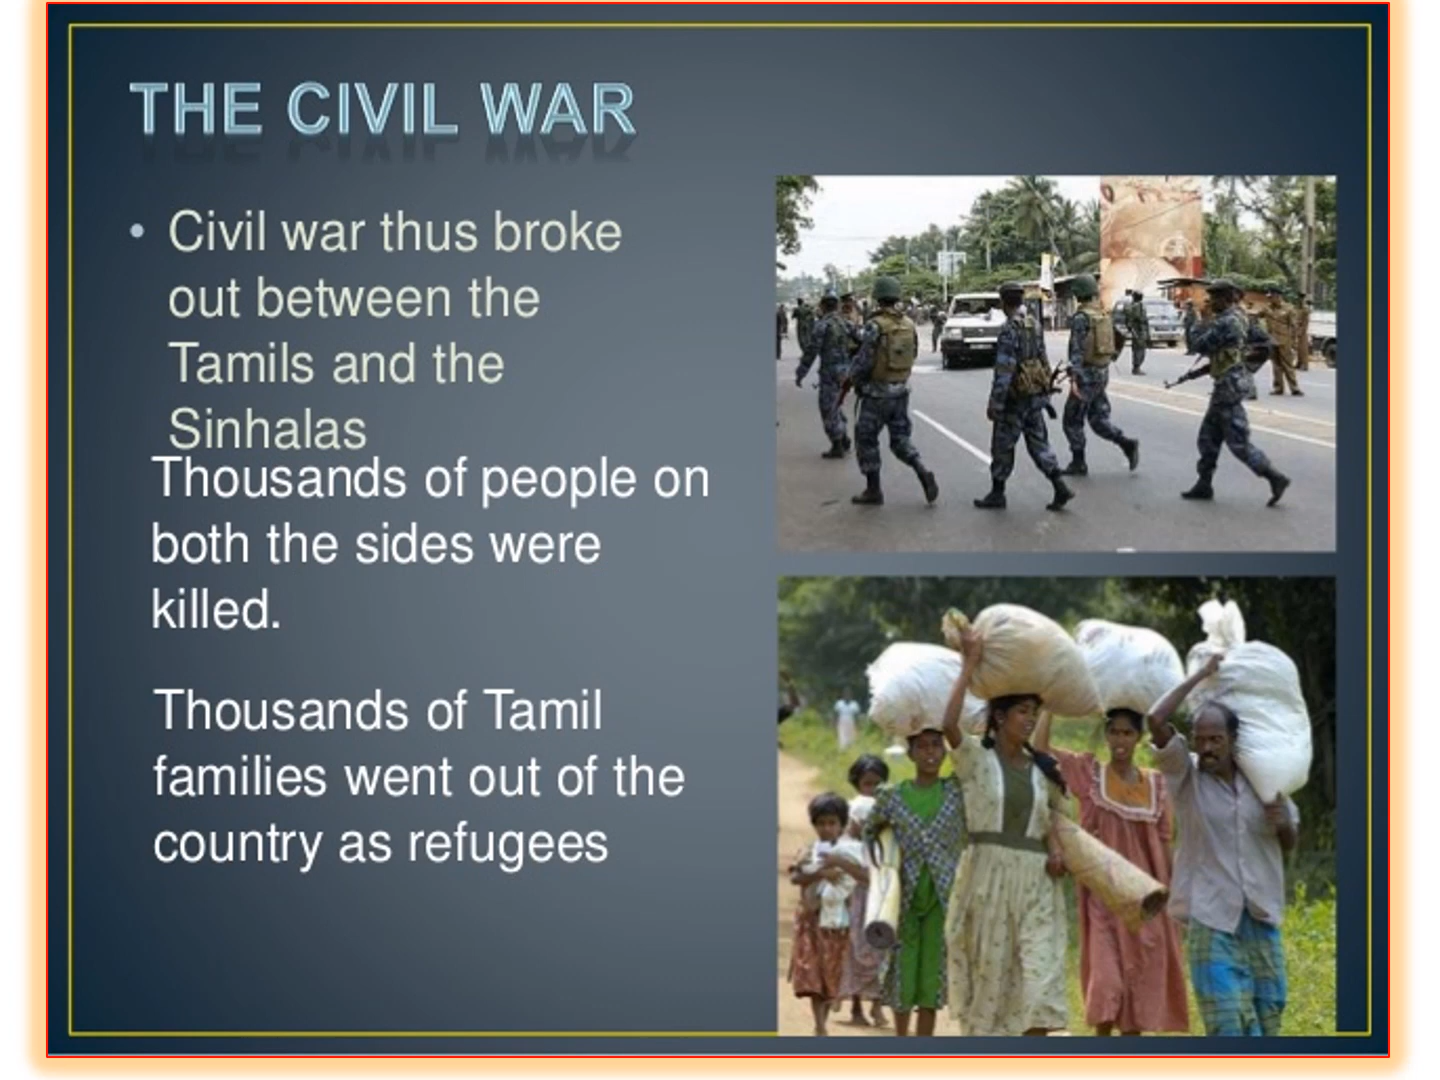 THE CIVIL WAR
• Civil war thus broke
out between the
Tamils and the
Sinhalas
Thousands of people on
both the sides were
killed.
Thousands of Tamil
families went out of the
country as refugees